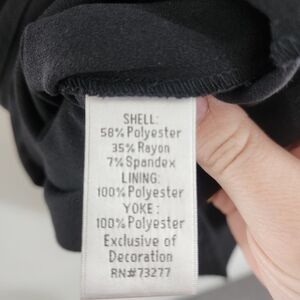 SHELL:
58% Polyester
35% Rayon
7% Spandex
LINING:
100% Polyester
YOKE:
100% Polyester
Exclusive of
Decoration
RN#73277